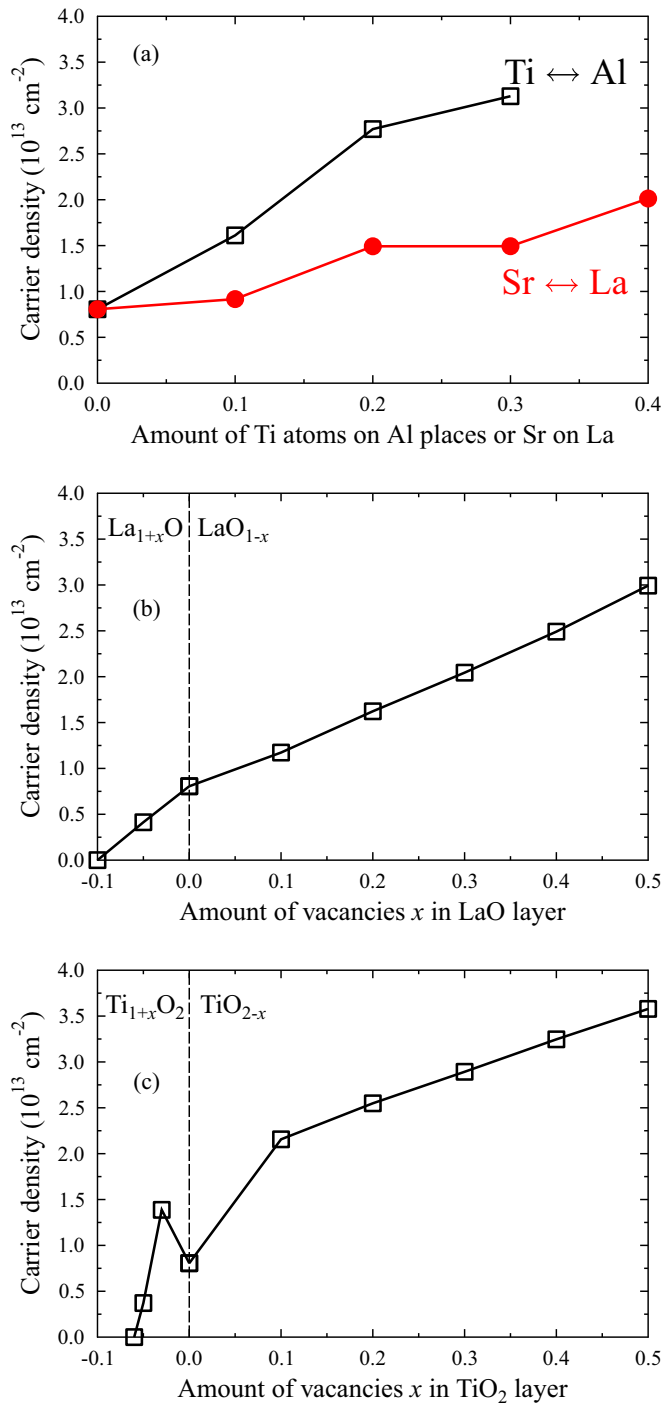 (a)
Ti ↔ Al
Sr ↔ La
Carrier density (10¹³ cm⁻²)
4.0
3.5
3.0
2.5
2.0
1.5
1.0
0.5
0.0
0.0 0.1 0.2 0.3 0.4
Amount of Ti atoms on Al places or Sr on La
La₁₊ₓO LaO₁₋ₓ
(b)
Carrier density (10¹³ cm⁻²)
4.0
3.5
3.0
2.5
2.0
1.5
1.0
0.5
0.0
-0.1 0.0 0.1 0.2 0.3 0.4 0.5
Amount of vacancies x in LaO layer
Ti₁₊ₓO₂ TiO₂₋ₓ
(c)
Carrier density (10¹³ cm⁻²)
4.0
3.5
3.0
2.5
2.0
1.5
1.0
0.5
0.0
-0.1 0.0 0.1 0.2 0.3 0.4 0.5
Amount of vacancies x in TiO₂ layer